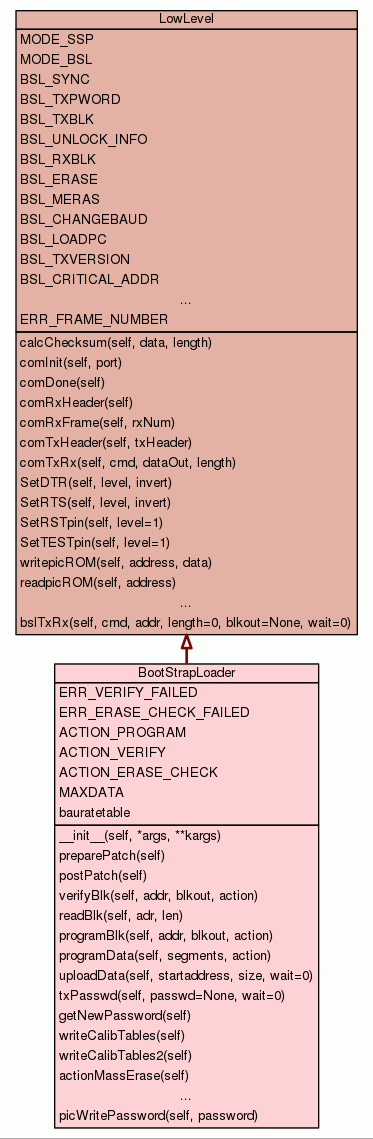 LowLevel
MODE_SSP
MODE_BSL
BSL_SYNC
BSL_TXPWORD
BSL_TXBLK
BSL_UNLOCK_INFO
BSL_RXBLK
BSL_ERASE
BSL_MERAS
BSL_CHANGEBAUD
BSL_LOADPC
BSL_TXVERSION
BSL_CRITICAL_ADDR
...
ERR_FRAME_NUMBER
calcChecksum(self, data, length)
comInit(self, port)
comDone(self)
comRxHeader(self)
comRxFrame(self, rxNum)
comTxHeader(self, txHeader)
comTxRx(self, cmd, dataOut, length)
SetDTR(self, level, invert)
SetRTS(self, level, invert)
SetRSTpin(self, level=1)
SetTESTpin(self, level=1)
writepicROM(self, address, data)
readpicROM(self, address)
...
bslTxRx(self, cmd, addr, length=0, blkout=None, wait=0)
BootStrapLoader
ERR_VERIFY_FAILED
ERR_ERASE_CHECK_FAILED
ACTION_PROGRAM
ACTION_VERIFY
ACTION_ERASE_CHECK
MAXDATA
bauratetable
__init__(self, *args, **kargs)
preparePatch(self)
postPatch(self)
verifyBlk(self, addr, blkout, action)
readBlk(self, adr, len)
programBlk(self, addr, blkout, action)
programData(self, segments, action)
uploadData(self, startaddress, size, wait=0)
txPasswd(self, passwd=None, wait=0)
getNewPassword(self)
writeCalibTables(self)
writeCalibTables2(self)
actionMassErase(self)
...
picWritePassword(self, password)